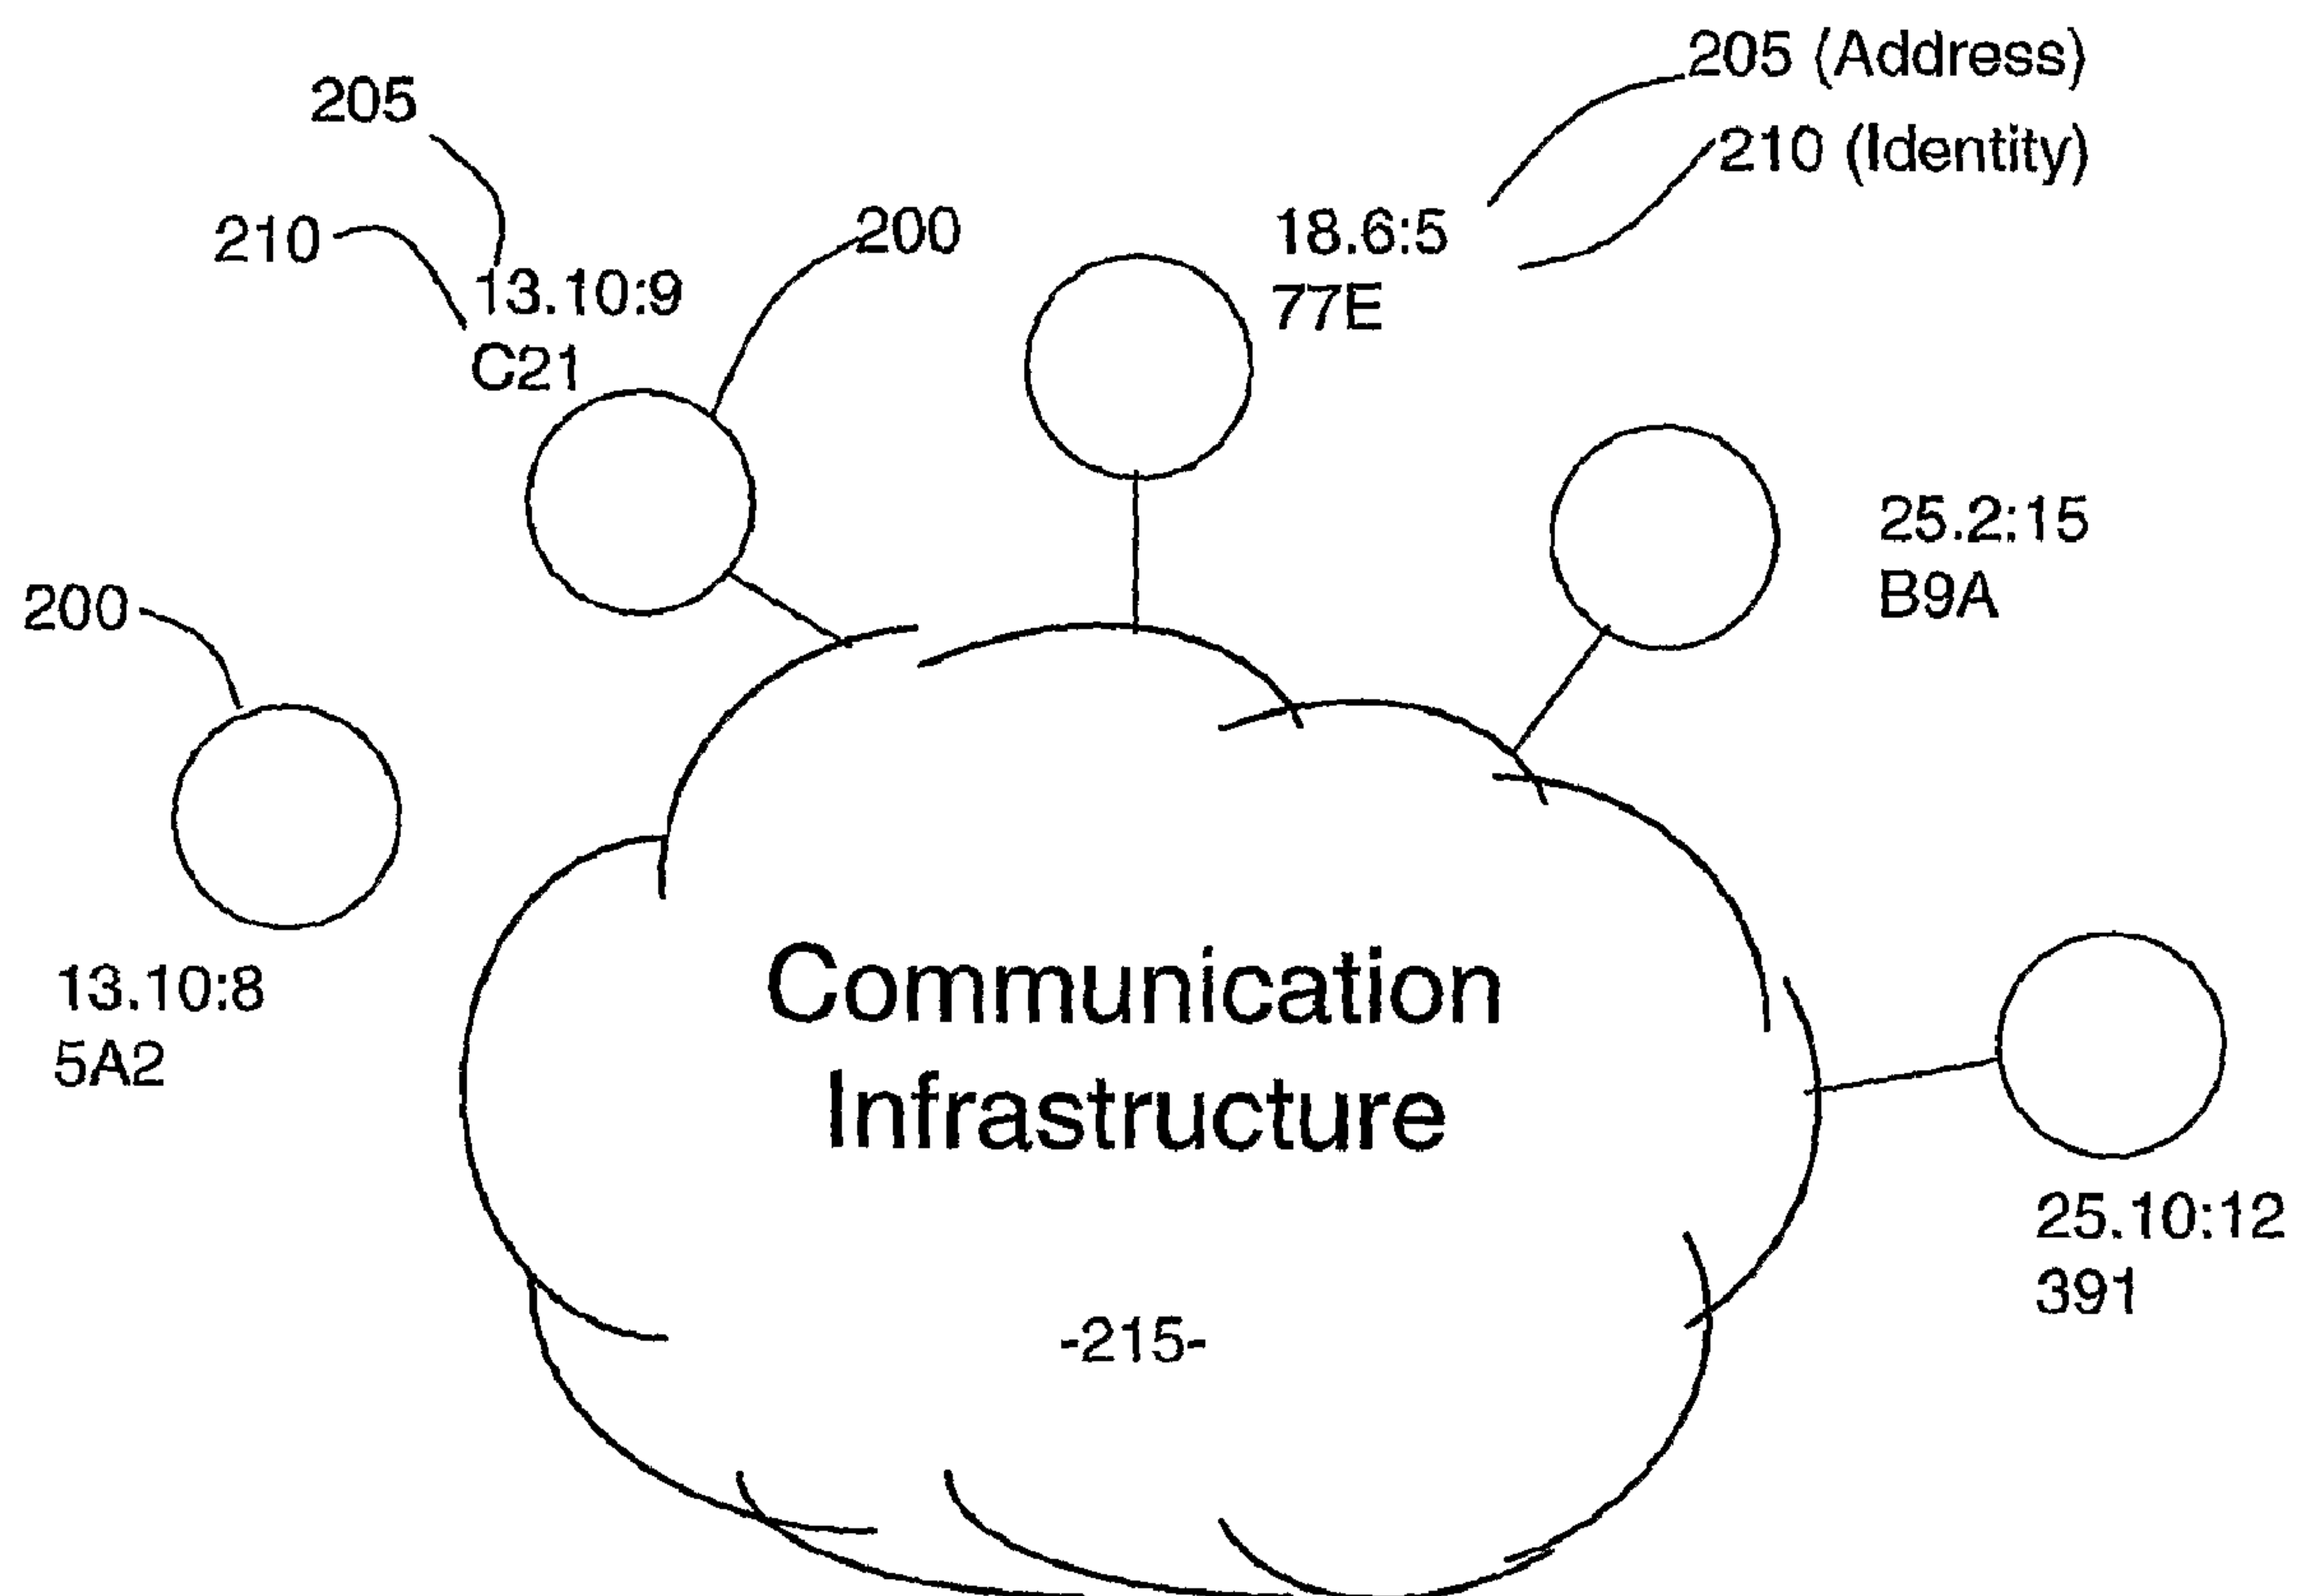 205 (Address)
205
210 (Identity)
210
200
18.6:5
77E
13.10:9
C21
25.2:15
B9A
200
13.10:8
5A2
Communication
Infrastructure
25.10:12
391
-215-